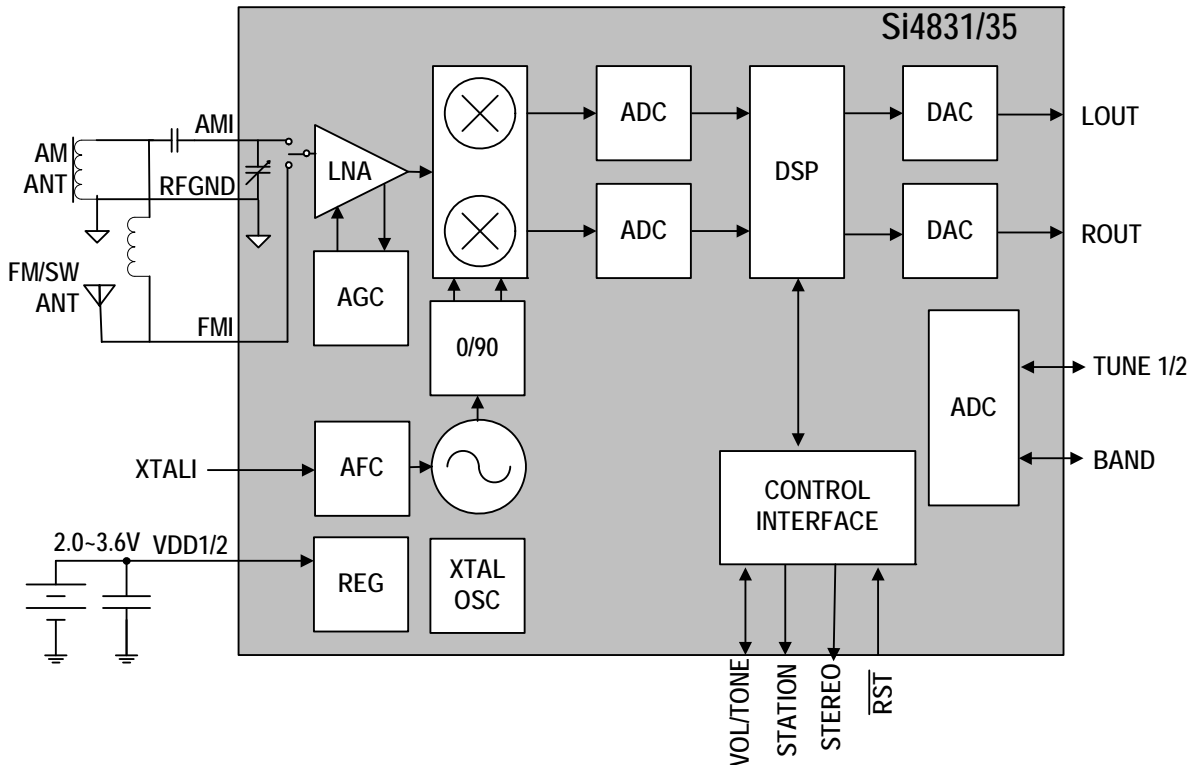 Si4831/35
AM
ANT
AMI
RFGND
FM/SW
ANT
FMI
LNA
AGC
0/90
ADC
ADC
DSP
DAC
DAC
LOUT
ROUT
ADC
TUNE 1/2
BAND
XTALI
AFC
CONTROL
INTERFACE
2.0~3.6V
VDD1/2
REG
XTAL
OSC
VOL/TONE
STATION
STEREO
RST